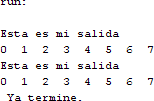 run:
Esta es mi salida
0 1 2 3 4 5 6 7
Esta es mi salida
0 1 2 3 4 5 6 7
Ya termine.